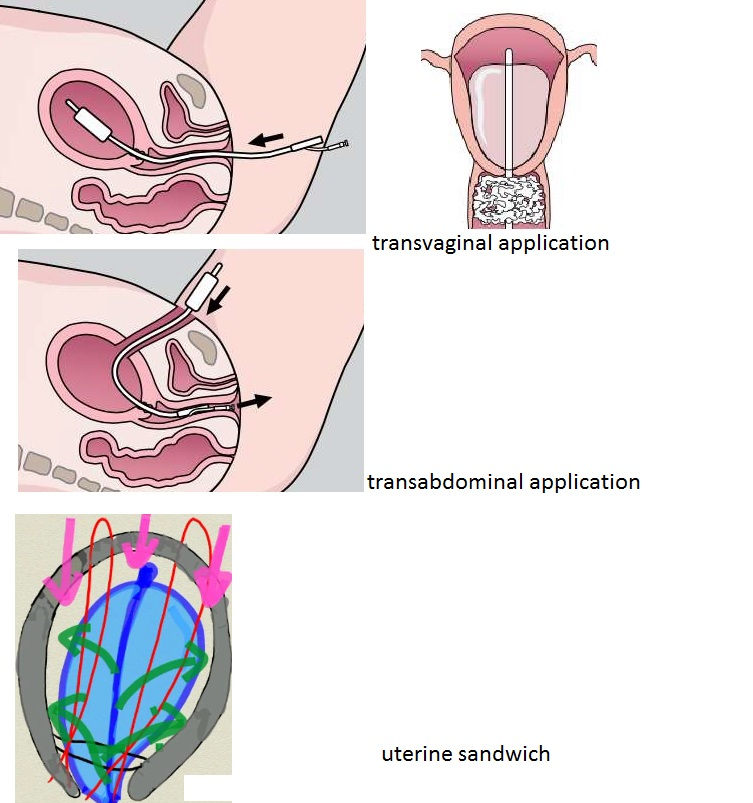 transvaginal application
transabdominal application
uterine sandwich